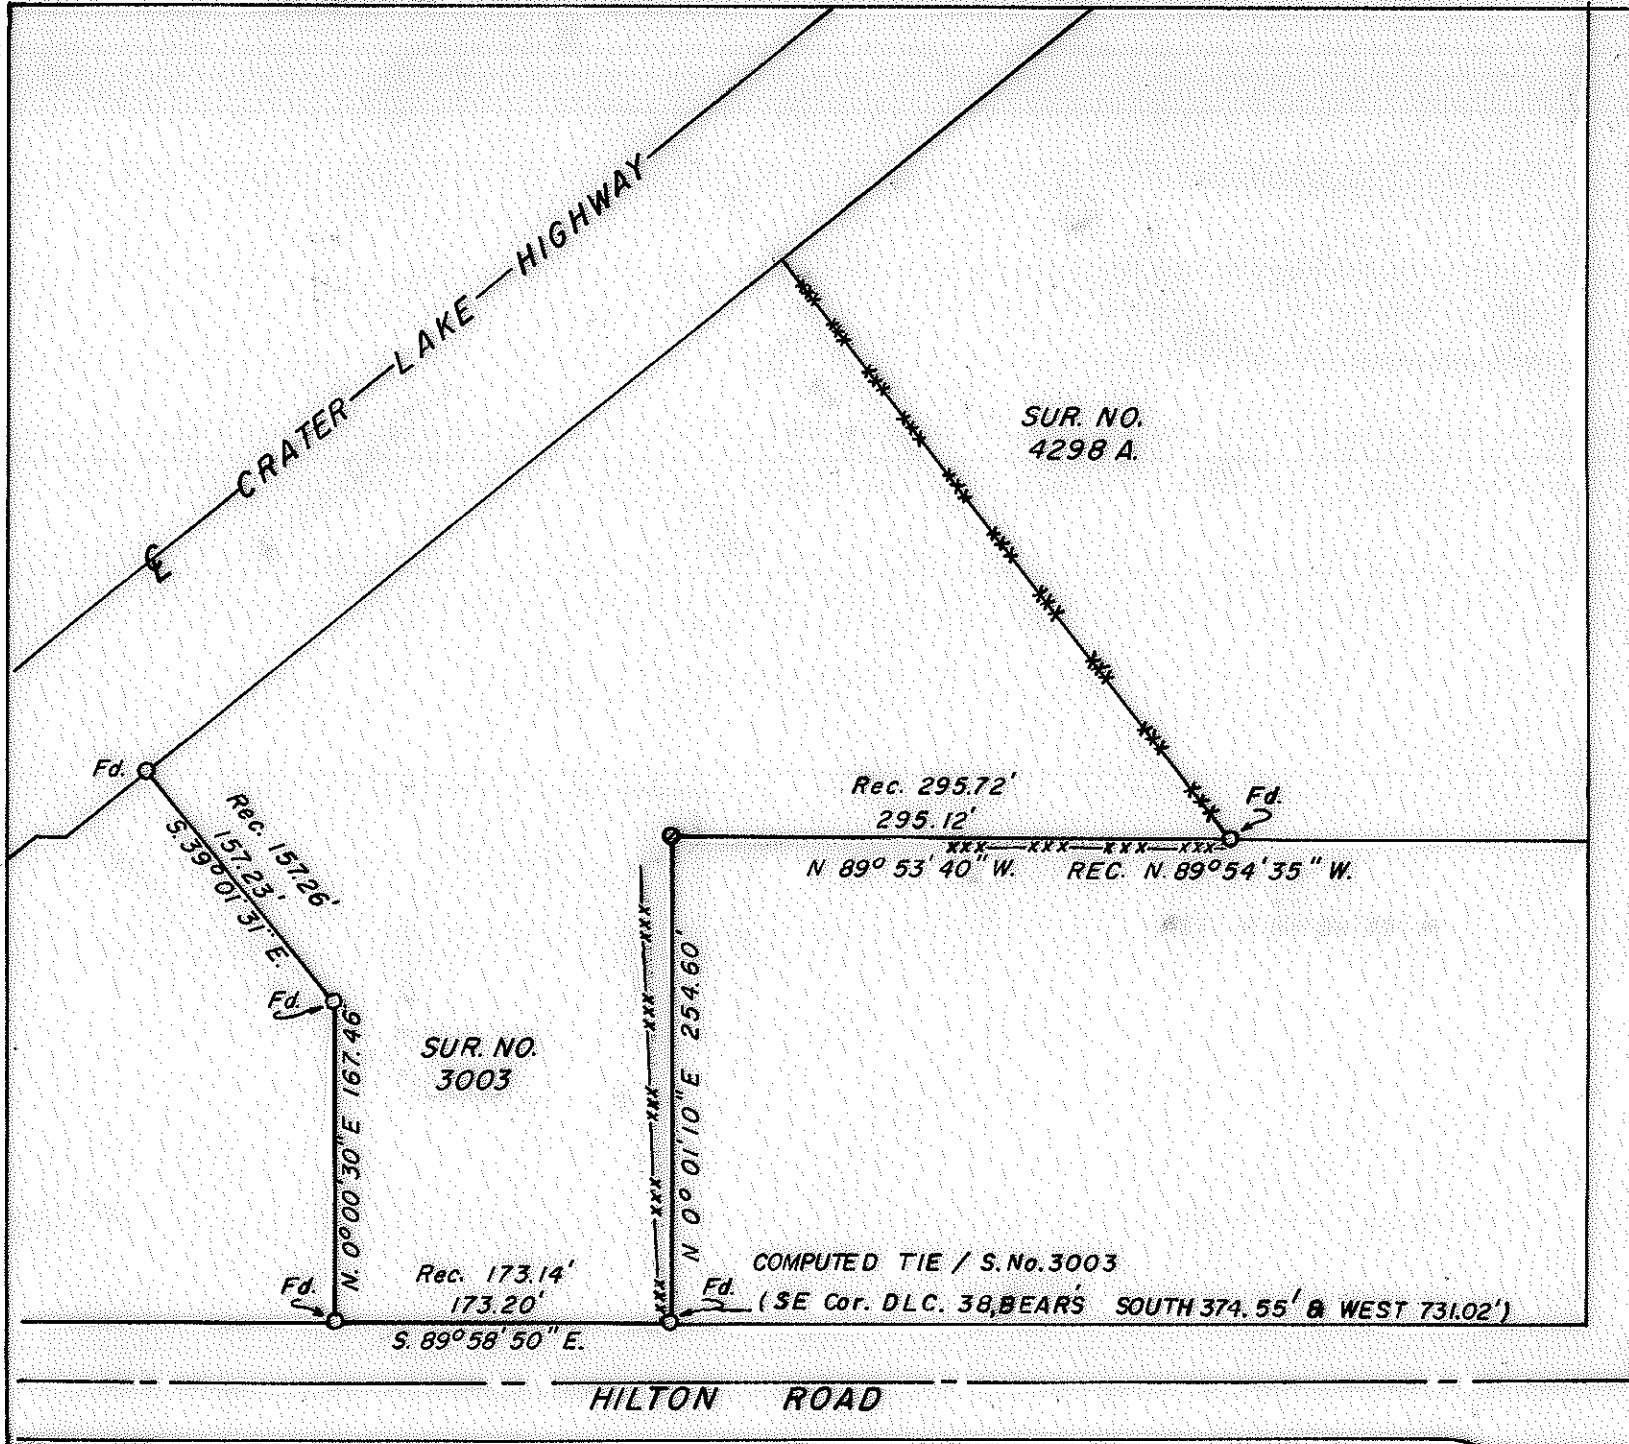 CRATER LAKE HIGHWAY
℄
SUR. NO.
4298 A.
Fd.
Rec. 157.26'
157.23'
S. 39° 01' 31" E.
Rec. 295.72'
295.12'
Fd.
N 89° 53' 40" W. REC. N. 89° 54' 35" W.
Fd.
SUR. NO.
3003
N. 0° 00' 30" E 167.46'
N 0° 01' 10" E 254.60'
COMPUTED TIE / S. No. 3003
(SE Cor. DLC. 38, BEARS SOUTH 374.55' & WEST 731.02')
Fd.
Rec. 173.14'
173.20'
Fd.
S. 89° 58' 50" E.
HILTON ROAD